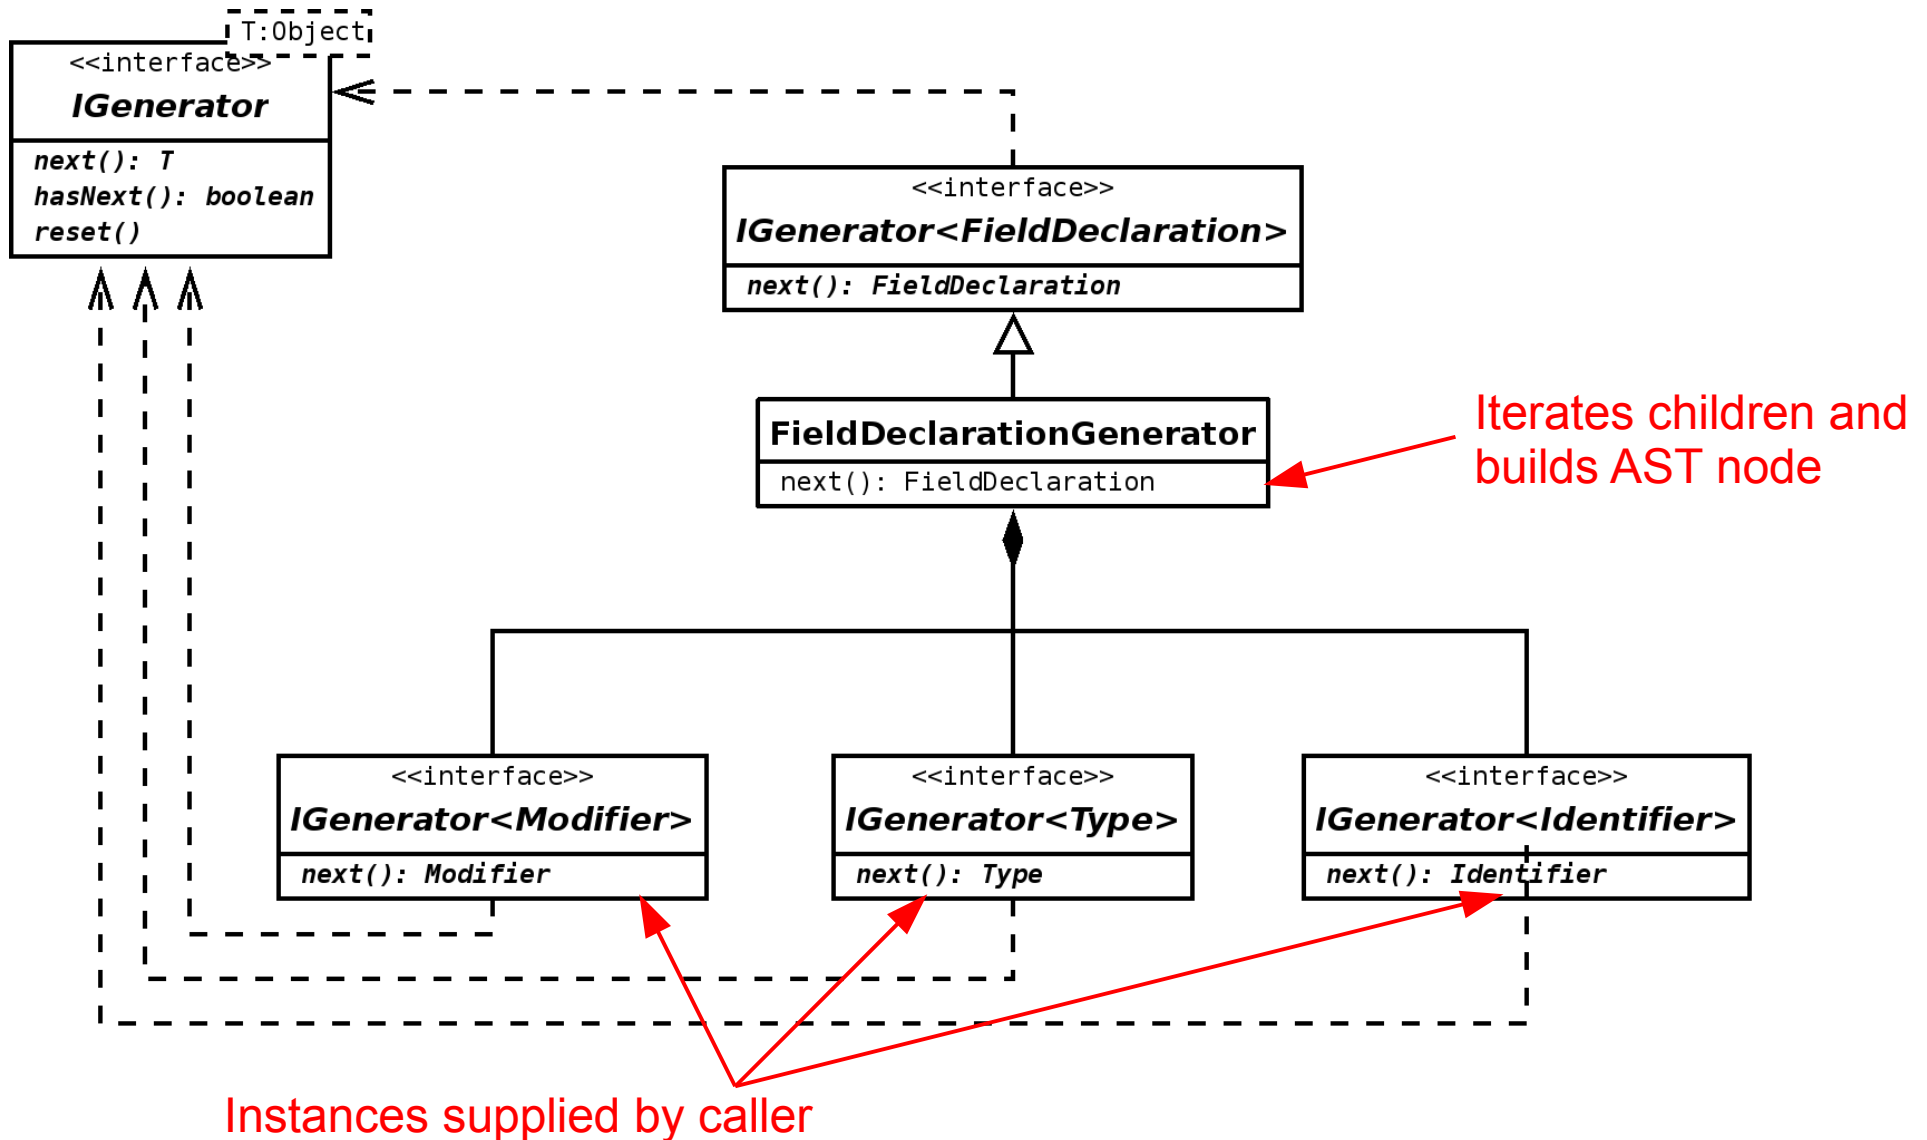 T:Object
<<interface>>
IGenerator
next(): T
hasNext(): boolean
reset()
<<interface>>
IGenerator<FieldDeclaration>
next(): FieldDeclaration
FieldDeclarationGenerator
next(): FieldDeclaration
Iterates children and
builds AST node
<<interface>>
IGenerator<Modifier>
next(): Modifier
<<interface>>
IGenerator<Type>
next(): Type
<<interface>>
IGenerator<Identifier>
next(): Identifier
Instances supplied by caller